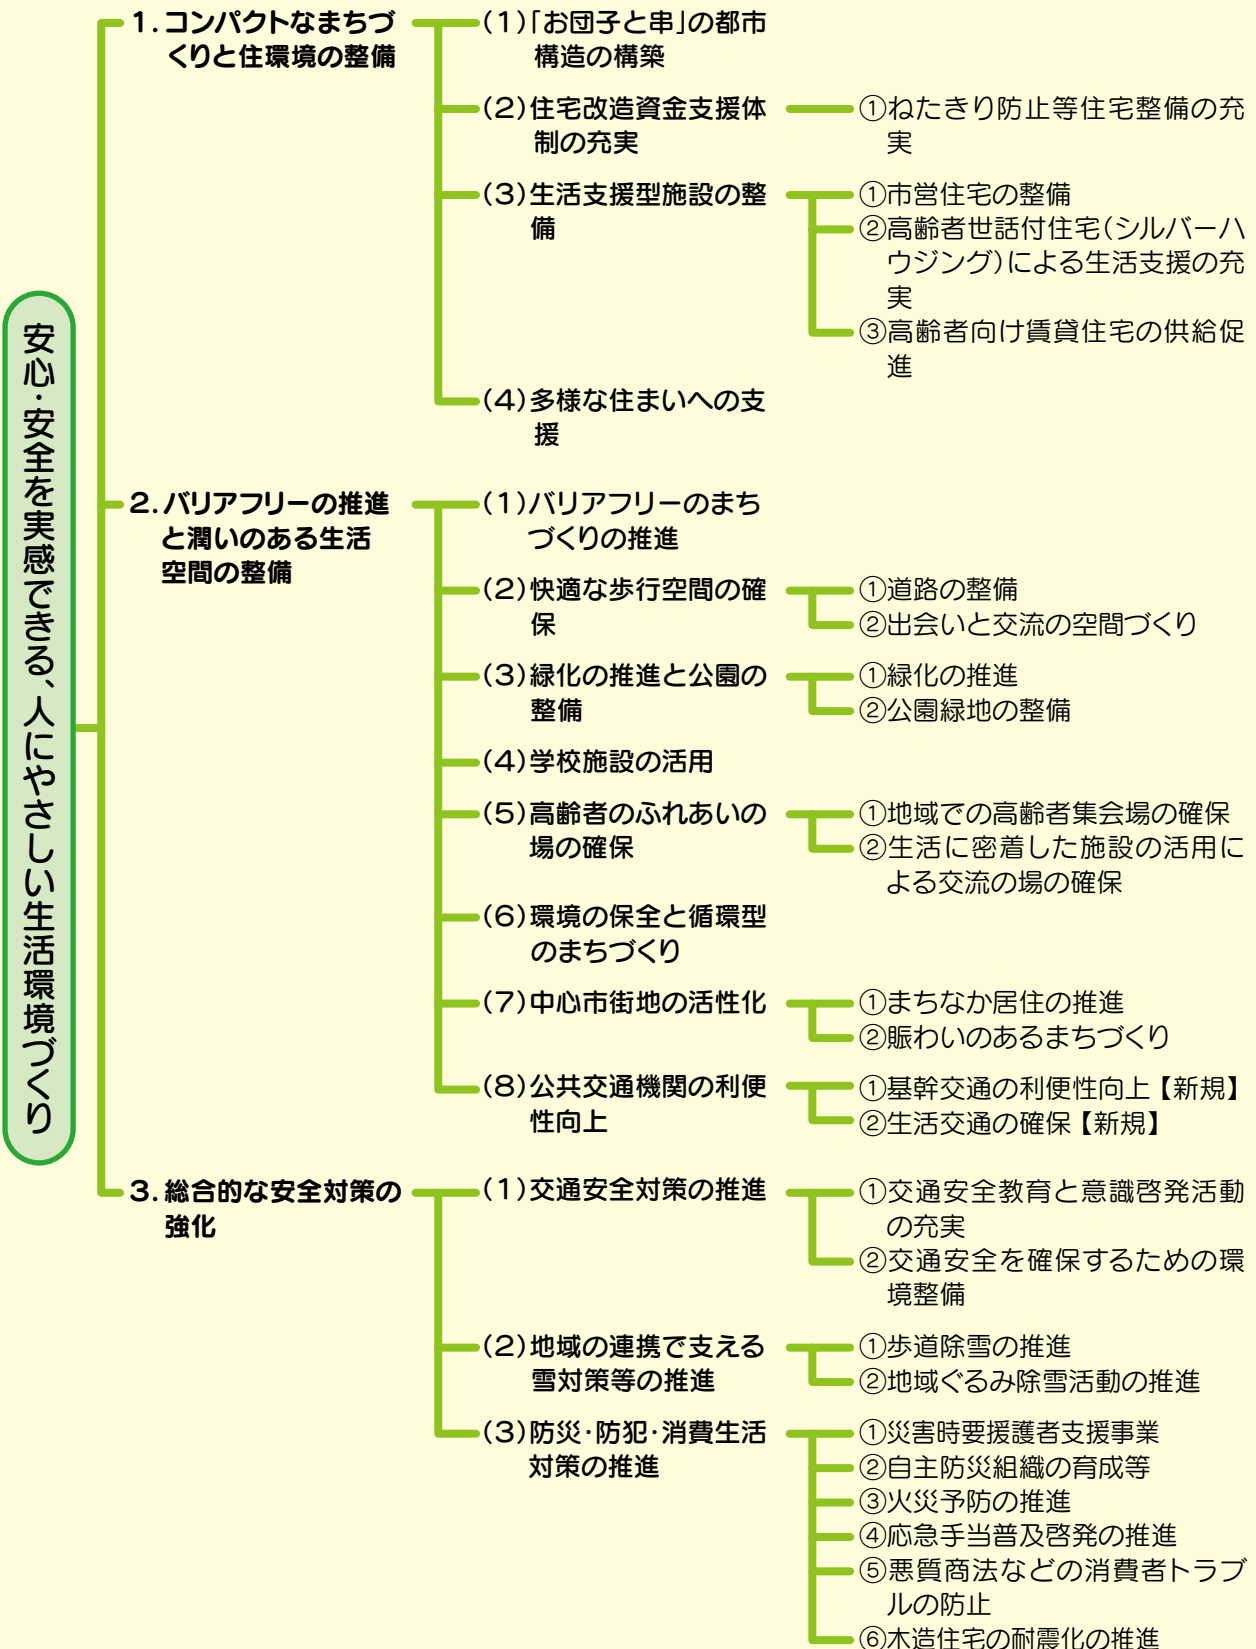 安心・安全を実感できる、人にやさしい生活環境づくり
1.コンパクトなまちづ
くりと住環境の整備
(1)「お団子と串」の都市
構造の構築
(2)住宅改造資金支援体
制の充実
①ねたきり防止等住宅整備の充
実
(3)生活支援型施設の整
備
①市営住宅の整備
②高齢者世話付住宅(シルバーハ
ウジング)による生活支援の充
実
③高齢者向け賃貸住宅の供給促
進
(4)多様な住まいへの支
援
2.バリアフリーの推進
と潤いのある生活
空間の整備
(1)バリアフリーのまち
づくりの推進
(2)快適な歩行空間の確
保
①道路の整備
②出会いと交流の空間づくり
(3)緑化の推進と公園の
整備
①緑化の推進
②公園緑地の整備
(4)学校施設の活用
(5)高齢者のふれあいの
場の確保
①地域での高齢者集会場の確保
②生活に密着した施設の活用に
よる交流の場の確保
(6)環境の保全と循環型
のまちづくり
(7)中心市街地の活性化
①まちなか居住の推進
②賑わいのあるまちづくり
(8)公共交通機関の利便
性向上
①基幹交通の利便性向上【新規】
②生活交通の確保【新規】
3.総合的な安全対策の
強化
(1)交通安全対策の推進
①交通安全教育と意識啓発活動
の充実
②交通安全を確保するための環
境整備
(2)地域の連携で支える
雪対策等の推進
①歩道除雪の推進
②地域ぐるみ除雪活動の推進
(3)防災・防犯・消費生活
対策の推進
①災害時要援護者支援事業
②自主防災組織の育成等
③火災予防の推進
④応急手当普及啓発の推進
⑤悪質商法などの消費者トラブ
ルの防止
⑥木造住宅の耐震化の推進